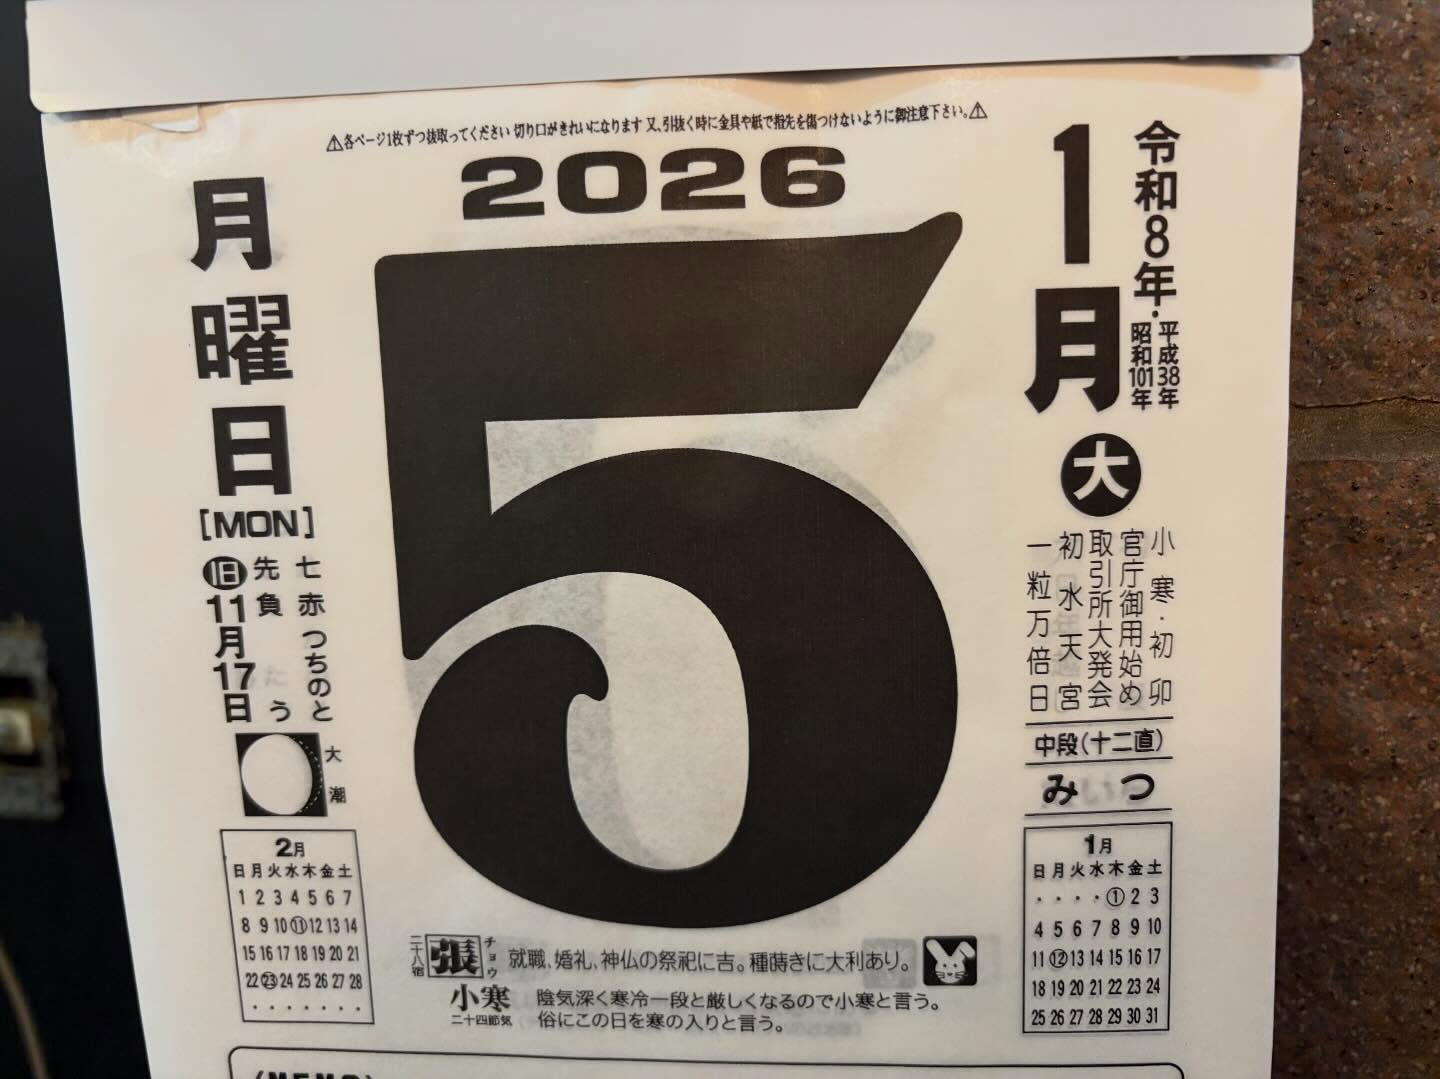 ⚠各ページ1枚ずつ抜取ってください 切り口がきれいになります 又、引抜く時に金具や紙で指先を傷つけないように御注意下さい。⚠
2026
令和8年・平成38年
昭和101年
1月
大
5
月曜日
[MON]
小寒・初卯
官庁御用始め
取引所大発会
初水天宮
一粒万倍日
中段(十二直)
みつ
七赤 つちのと う
先負
旧11月17日
大潮
2月
日月火水木金土
1 2 3 4 5 6 7
8 9 10 11 12 13 14
15 16 17 18 19 20 21
22 23 24 25 26 27 28
・・・・・・・
1月
日月火水木金土
・・・・1 2 3
4 5 6 7 8 9 10
11 12 13 14 15 16 17
18 19 20 21 22 23 24
25 26 27 28 29 30 31
二十八宿 張 チョウ 就職、婚礼、神仏の祭祀に吉。種蒔きに大利あり。
小寒 二十四節気 陰気深く寒冷一段と厳しくなるので小寒と言う。
俗にこの日を寒の入りと言う。
(MEMO)